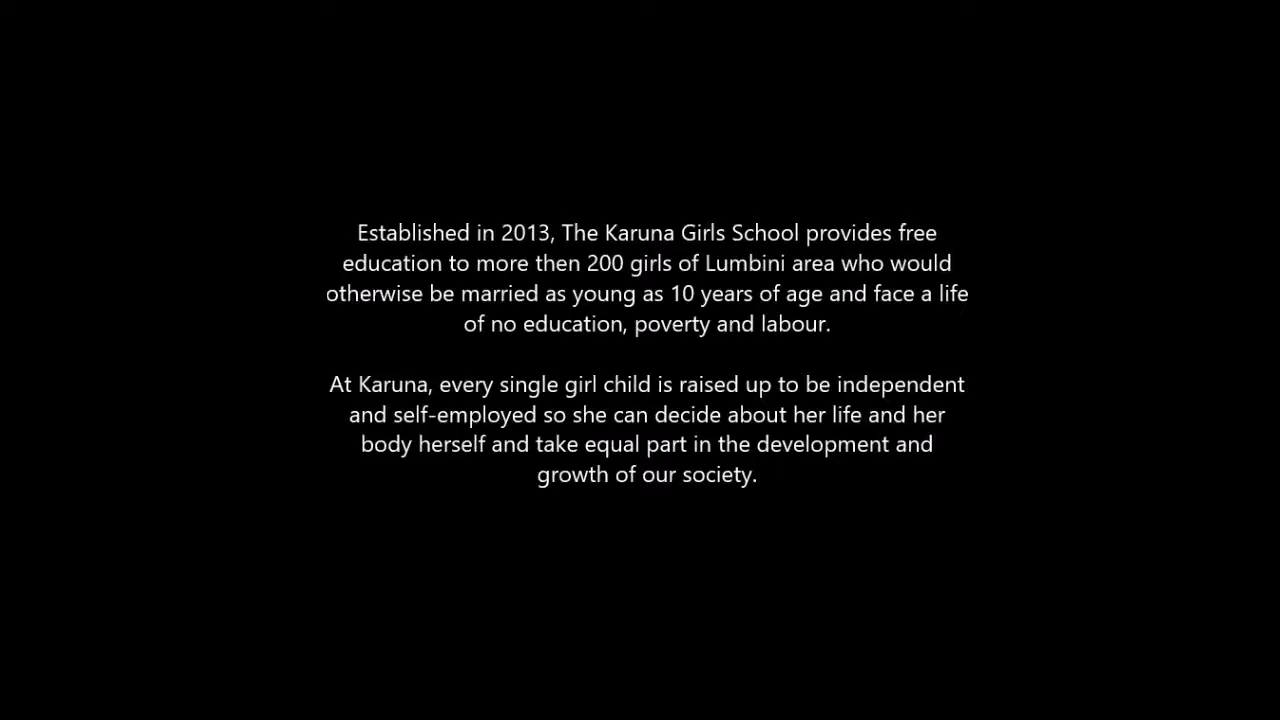 Established in 2013, The Karuna Girls School provides free
education to more then 200 girls of Lumbini area who would
otherwise be married as young as 10 years of age and face a life
of no education, poverty and labour.
At Karuna, every single girl child is raised up to be independent
and self-employed so she can decide about her life and her
body herself and take equal part in the development and
growth of our society.